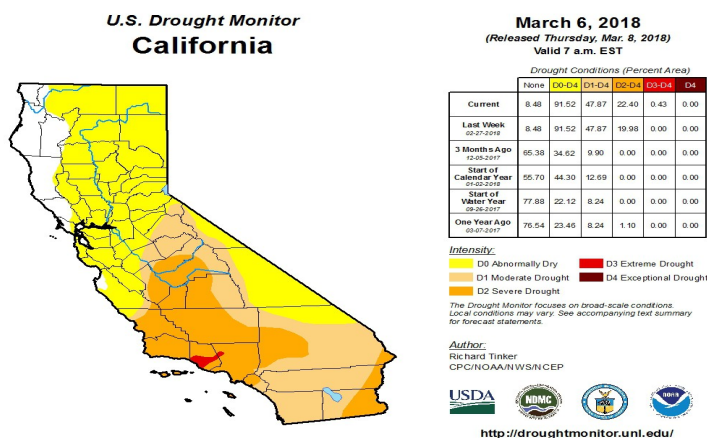 U.S. Drought Monitor
California
March 6, 2018
(Released Thursday, Mar. 8, 2018)
Valid 7 a.m. EST
Drought Conditions (Percent Area)
None D0-D4 D1-D4 D2-D4 D3-D4 D4
Current 8.48 91.52 47.87 22.40 0.43 0.00
Last Week 02-27-2018 8.48 91.52 47.87 19.98 0.00 0.00
3 Months Ago 12-05-2017 65.38 34.62 9.90 0.00 0.00 0.00
Start of Calendar Year 01-02-2018 55.70 44.30 12.69 0.00 0.00 0.00
Start of Water Year 09-26-2017 77.88 22.12 8.24 0.00 0.00 0.00
One Year Ago 03-07-2017 76.54 23.46 8.24 1.10 0.00 0.00
Intensity:
D0 Abnormally Dry D3 Extreme Drought
D1 Moderate Drought D4 Exceptional Drought
D2 Severe Drought
The Drought Monitor focuses on broad-scale conditions.
Local conditions may vary. See accompanying text summary
for forecast statements.
Author:
Richard Tinker
CPC/NOAA/NWS/NCEP
USDA NDMC NOAA
http://droughtmonitor.unl.edu/